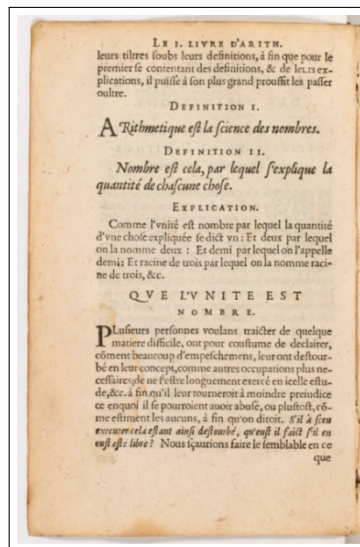 LE I. LIVRE D'ARITH.
leurs tiltres soubs leurs definitions, à fin que pour le
premier se contentant des definitions, & de leurs ex-
plications, il puisse à son plus grand prouffit les passer
oultre.
DEFINITION I.
ARithmetique est la science des nombres.
DEFINITION II.
Nombre est cela, par lequel s'explique la
quantité de chascune chose.
EXPLICATION.
Comme l'vnité est nombre par lequel la quantité
d'vne chose expliquée se dict vn: Et deux par lequel
on la nomme deux : Et demi par lequel on l'appelle
demi: Et racine de trois par lequel on la nomme raci-
ne de trois, &c.
QVE L'VNITE EST
NOMBRE.
PLusieurs personnes voulans traicter de quelque
matiere difficile, ont pour coustume de declairer,
cõment beaucoup d'empeschemens, leur ont destour-
bé en leur concept, comme autres occupations plus ne-
cessaires; de ne s'estre longuement exercé en icelle estu-
de, &c. à fin qu'il leur tourneroit à moindre preiudice
ce enquoi il se pourroient auoir abusé, ou plustost, cõ-
me estiment les aucuns, à fin qu'on diroit. S'il à sceu
executer cela estant ainsi destourbé, qu'eust il faict s'il en
eust esté libre? Nous sçaurions faire le semblable en ce
que